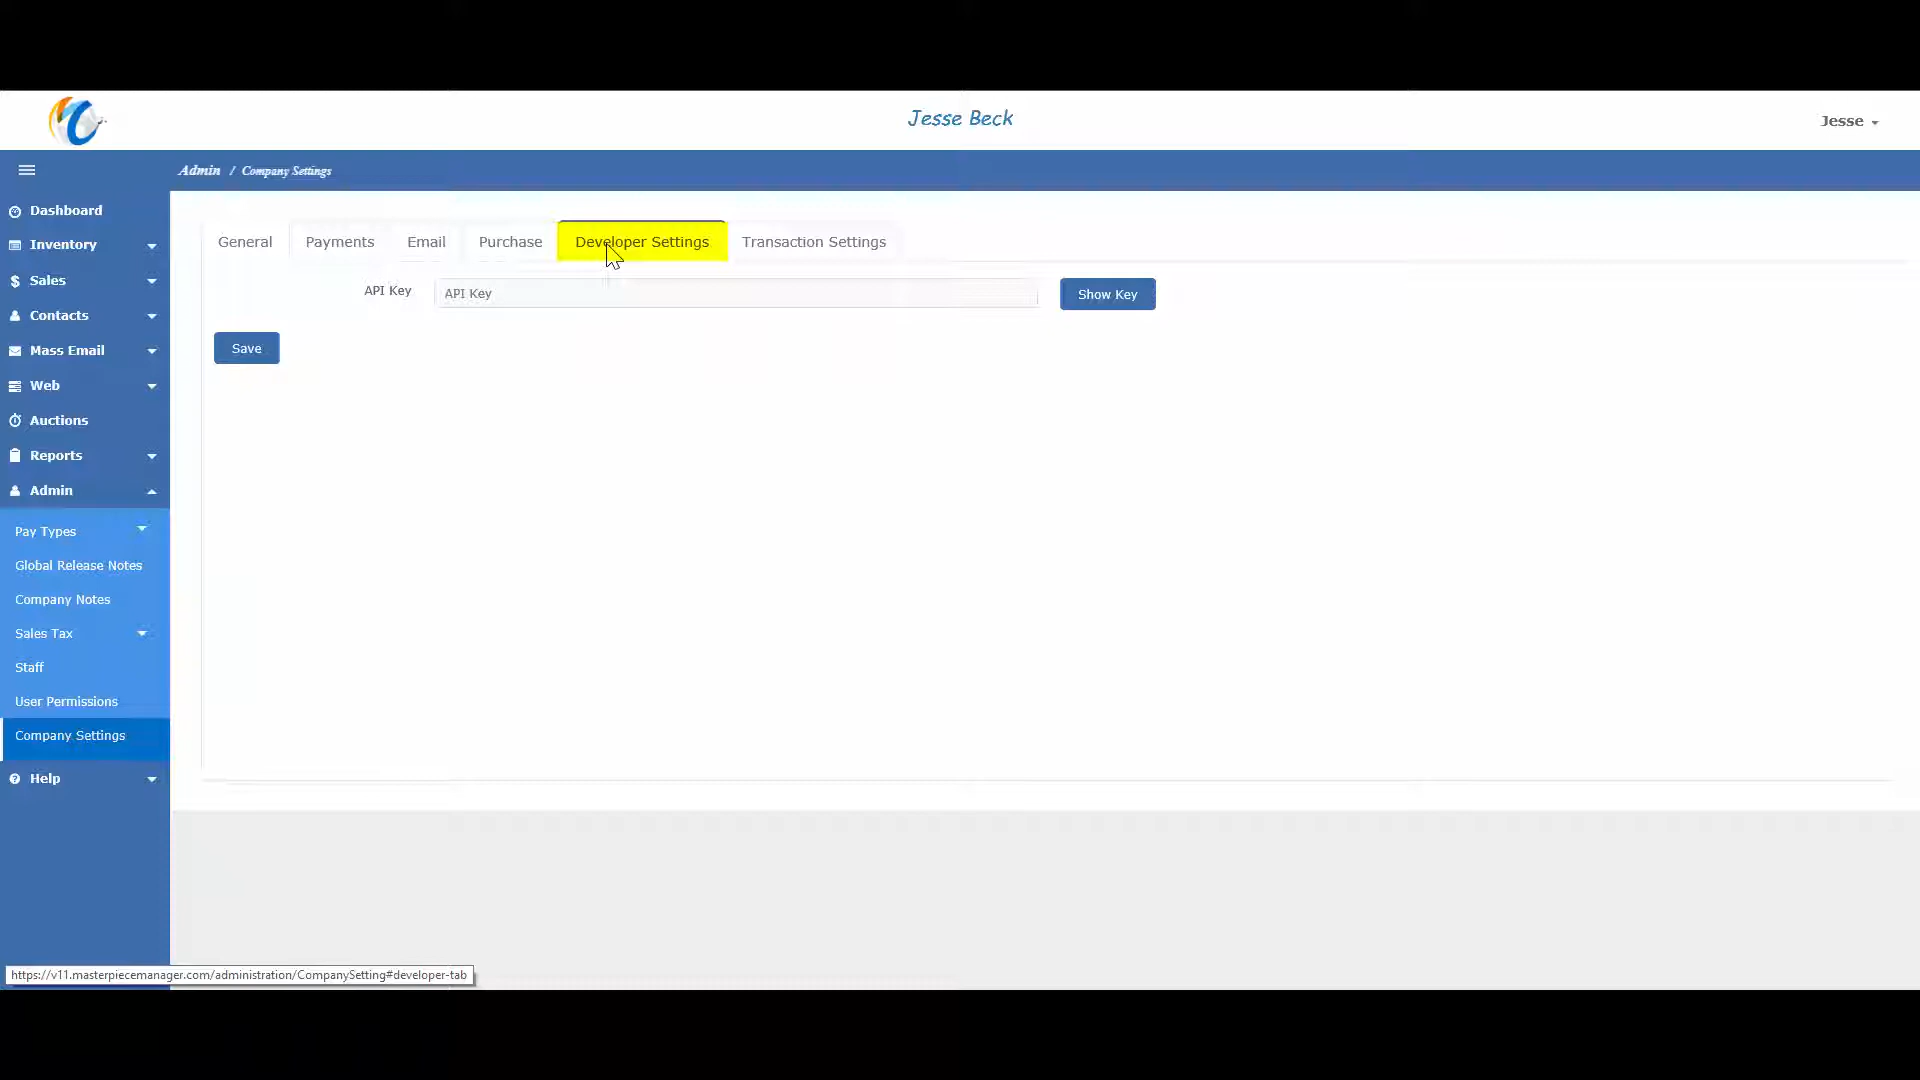 Jesse Beck
Jesse
Admin / Company Settings
Dashboard
Inventory
Sales
Contacts
Mass Email
Web
Auctions
Reports
Admin
Pay Types
Global Release Notes
Company Notes
Sales Tax
Staff
User Permissions
Company Settings
Help
General Payments Email Purchase Developer Settings Transaction Settings
API Key API Key Show Key
Save
https://v11.masterpiecemanager.com/administration/CompanySetting#developer-tab